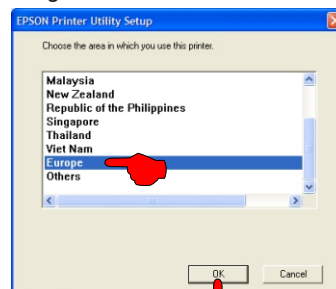 EPSON Printer Utility Setup
Choose the area in which you use this printer.
Malaysia
New Zealand
Republic of the Philippines
Singapore
Thailand
Viet Nam
Europe
Others
OK
Cancel